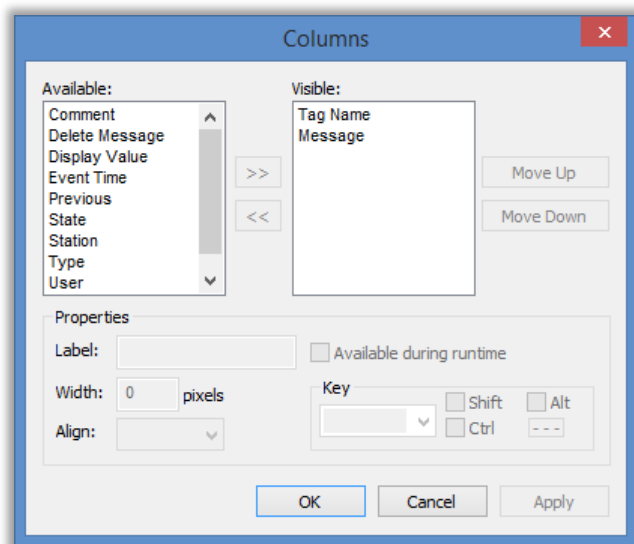 Columns
Available:
Visible:
Comment
Delete Message
Display Value
Event Time
Previous
State
Station
Type
User
>>
<<
Tag Name
Message
Move Up
Move Down
Properties
Label:
Available during runtime
Width: 0 pixels
Align:
Key
Shift
Alt
Ctrl
- - -
OK
Cancel
Apply